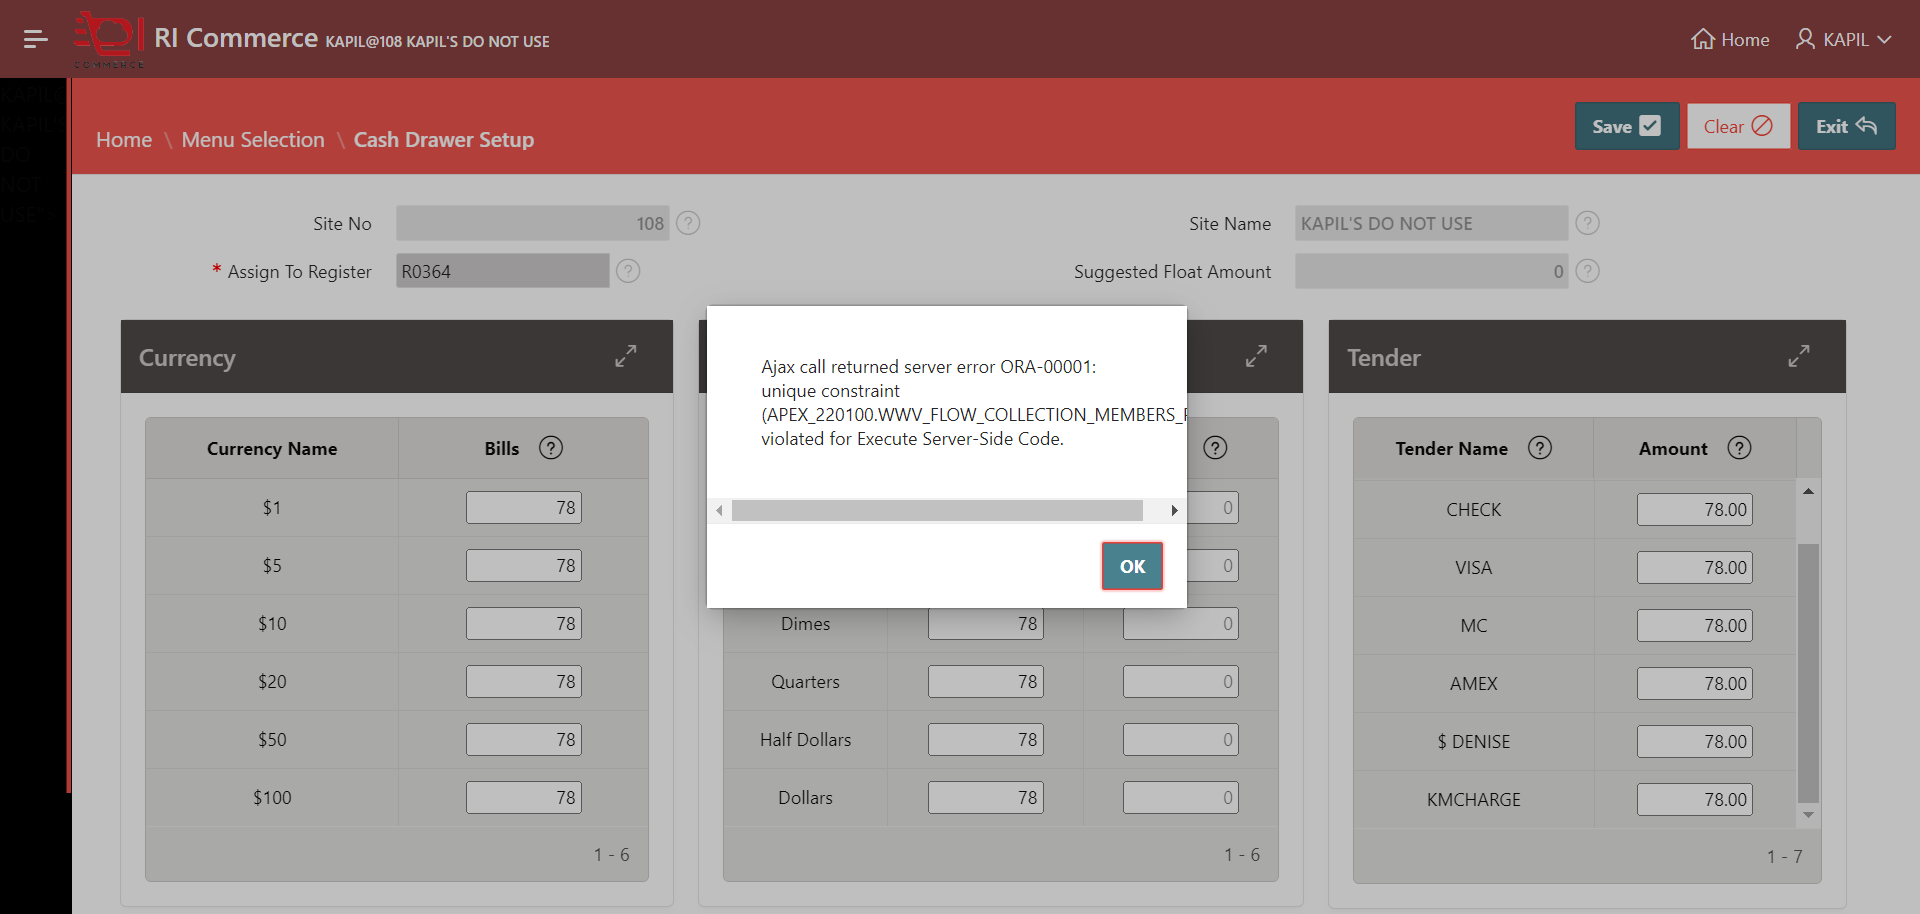 COMMERCE
RI Commerce KAPIL@108 KAPIL'S DO NOT USE
Home
KAPIL
KAPIL@
KAPIL'S
DO
NOT
USE
Home \ Menu Selection \ Cash Drawer Setup
Save
Clear
Exit
Site No 108 ?
Site Name KAPIL'S DO NOT USE ?
* Assign To Register R0364 ?
Suggested Float Amount 0 ?
Currency
Currency Name Bills ?
$1 78
$5 78
$10 78
$20 78
$50 78
$100 78
1 - 6
Ajax call returned server error ORA-00001:
unique constraint
(APEX_220100.WWV_FLOW_COLLECTION_MEMBERS_
violated for Execute Server-Side Code.
OK
?
0
0
Dimes 78 0
Quarters 78 0
Half Dollars 78 0
Dollars 78 0
1 - 6
Tender
Tender Name ? Amount ?
CHECK 78.00
VISA 78.00
MC 78.00
AMEX 78.00
$ DENISE 78.00
KMCHARGE 78.00
1 - 7